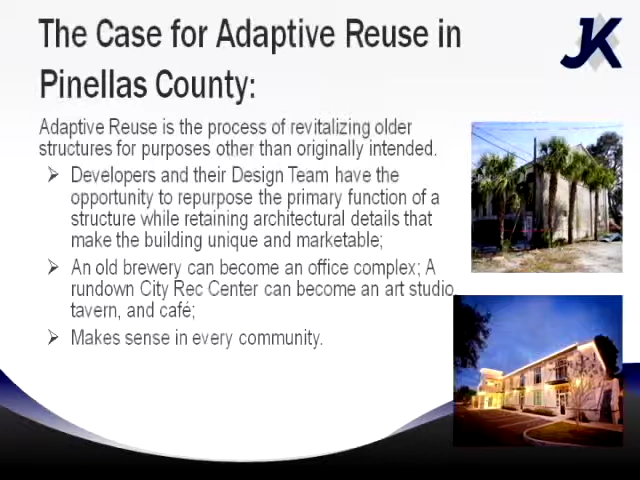 The Case for Adaptive Reuse in
Pinellas County:
JK
Adaptive Reuse is the process of revitalizing older
structures for purposes other than originally intended.
Developers and their Design Team have the
opportunity to repurpose the primary function of a
structure while retaining architectural details that
make the building unique and marketable;
An old brewery can become an office complex; A
rundown City Rec Center can become an art studio,
tavern, and café;
Makes sense in every community.